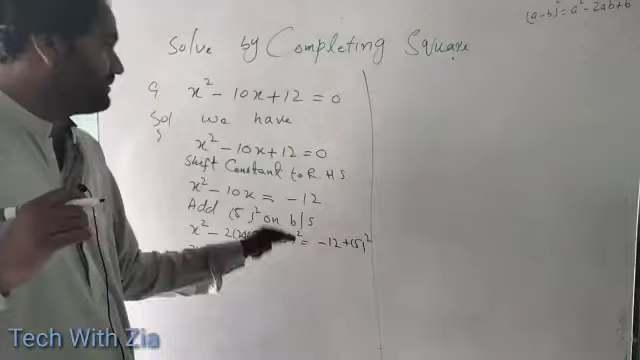 (a-b)² = a² - 2ab + b
Solve by Completing Square
Q x² - 10x + 12 = 0
Sol we have
x² - 10x + 12 = 0
Shift Constant to R.H.S
x² - 10x = -12
Add (5)² on b/s
x² - 2(x) = -12 + (5)²
Tech With Zia